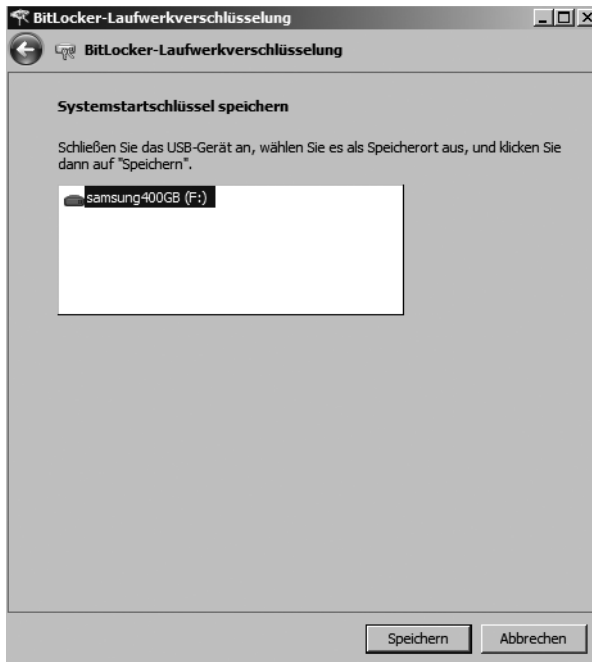 BitLocker-Laufwerkverschlüsselung
BitLocker-Laufwerkverschlüsselung
Systemstartschlüssel speichern
Schließen Sie das USB-Gerät an, wählen Sie es als Speicherort aus, und klicken Sie
dann auf "Speichern".
samsung400GB (F:)
Speichern
Abbrechen